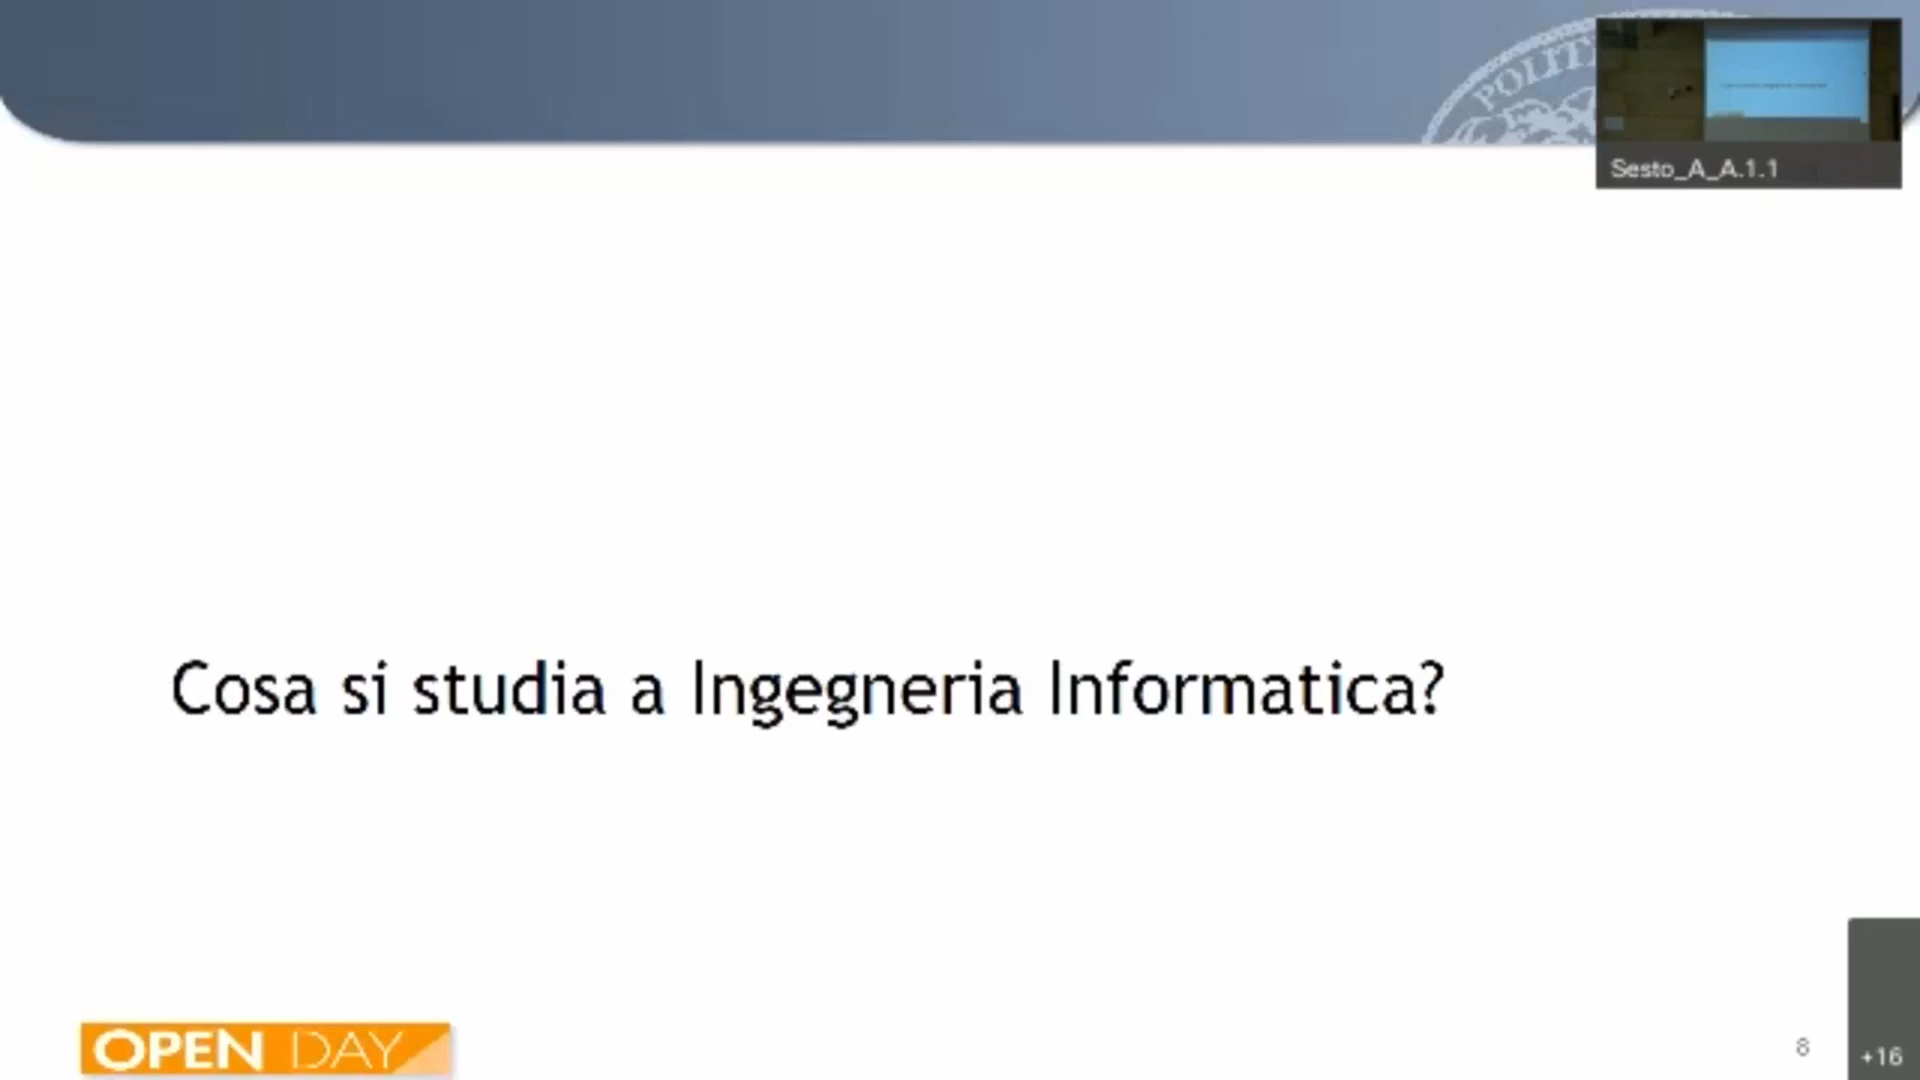 Sesto_A_A.1.1
Cosa si studia a Ingegneria Informatica?
OPEN DAY
8
+16